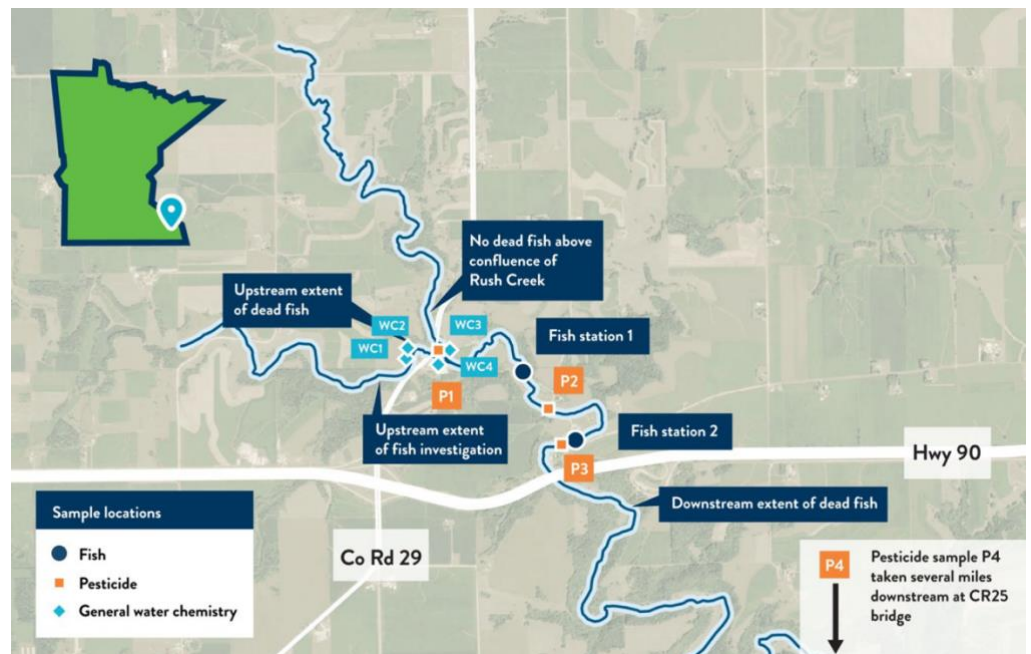 No dead fish above
confluence of
Rush Creek
Upstream extent
of dead fish
WC2
WC3
WC1
WC4
Fish station 1
P1
P2
Upstream extent
of fish investigation
Fish station 2
P3
Hwy 90
Downstream extent of dead fish
Sample locations
Fish
Pesticide
General water chemistry
Co Rd 29
P4
Pesticide sample P4
taken several miles
downstream at CR25
bridge